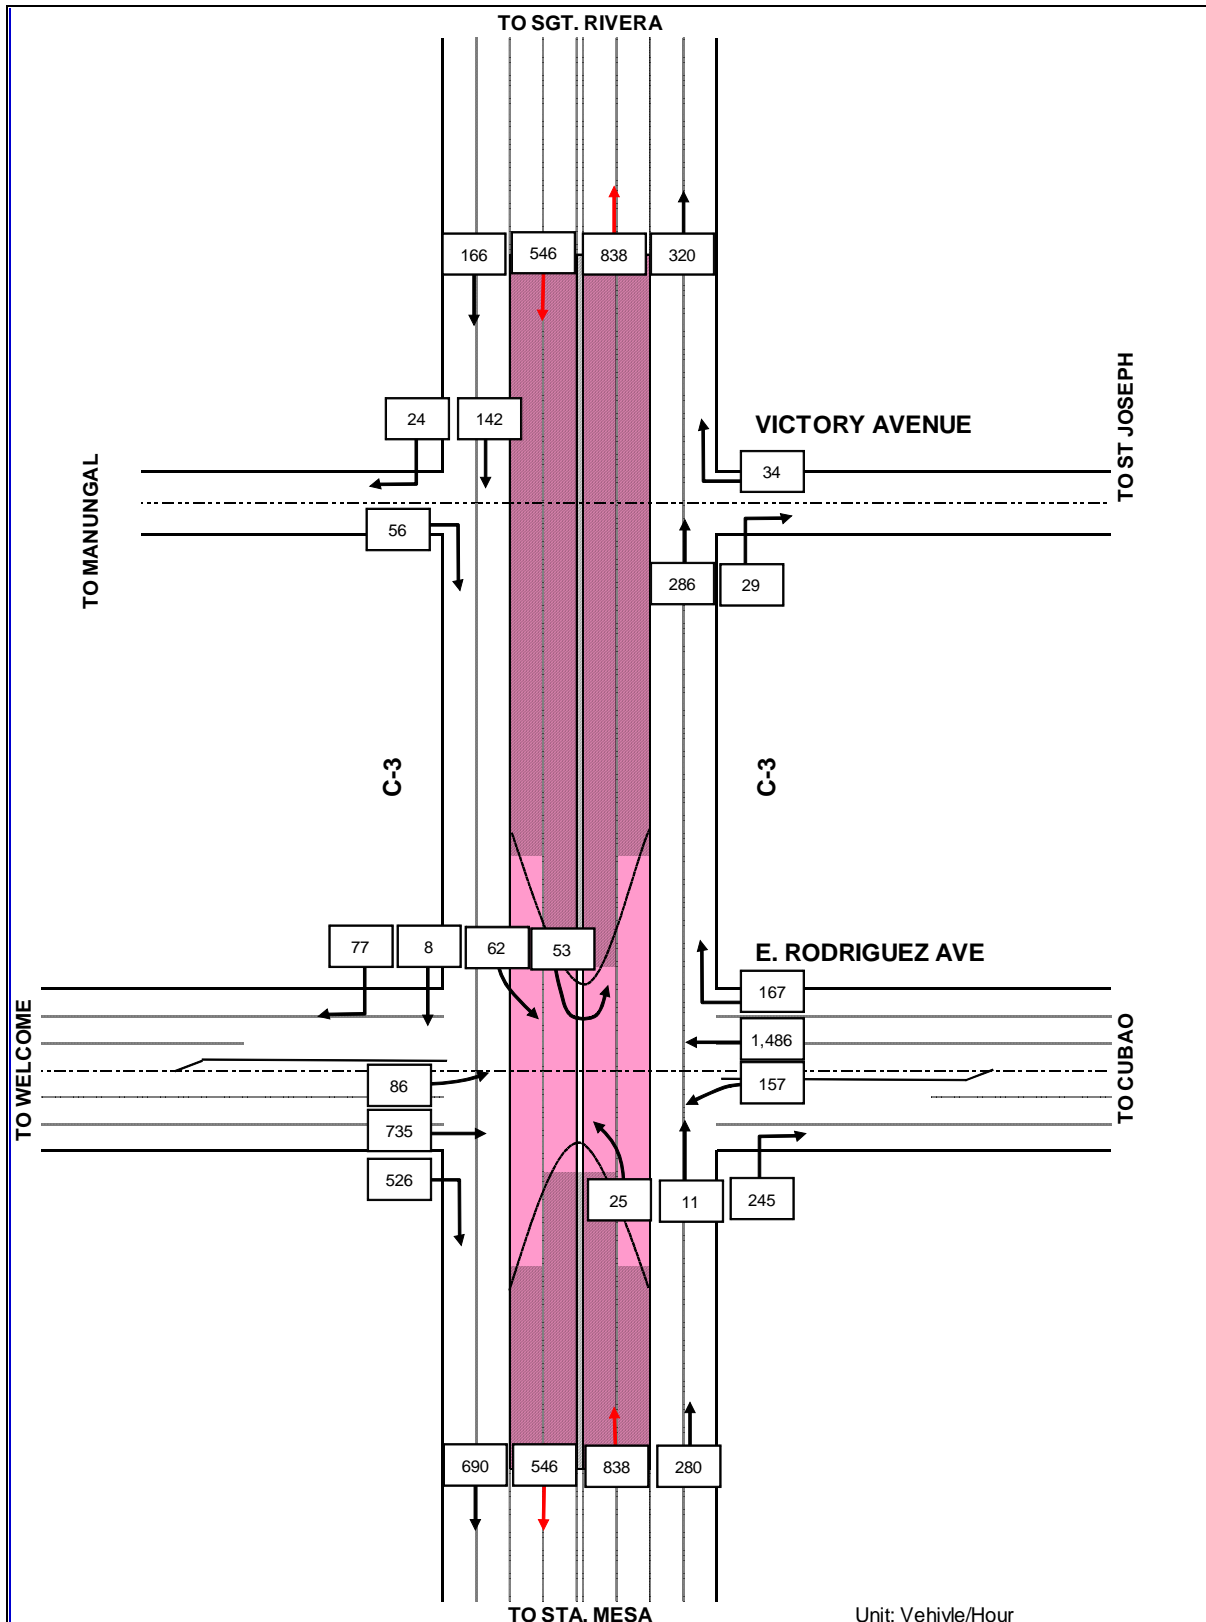 TO SGT. RIVERA
166
546
838
320
24
142
VICTORY AVENUE
TO ST JOSEPH
34
TO MANUNGAL
56
286
29
C-3
C-3
77
8
62
53
E. RODRIGUEZ AVE
167
1,486
TO WELCOME
86
157
TO CUBAO
735
526
25
11
245
690
546
838
280
TO STA. MESA
Unit: Vehivle/Hour